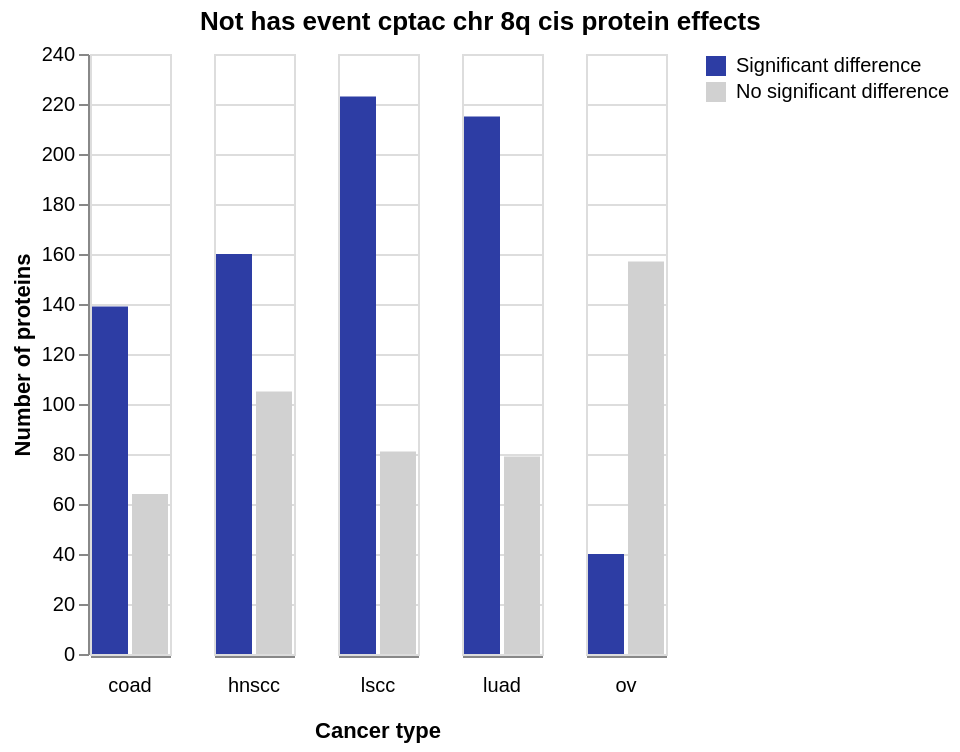 Not has event cptac chr 8q cis protein effects
Significant difference
No significant difference
Number of proteins
240
220
200
180
160
140
120
100
80
60
40
20
0
coad hnscc lscc luad ov
Cancer type